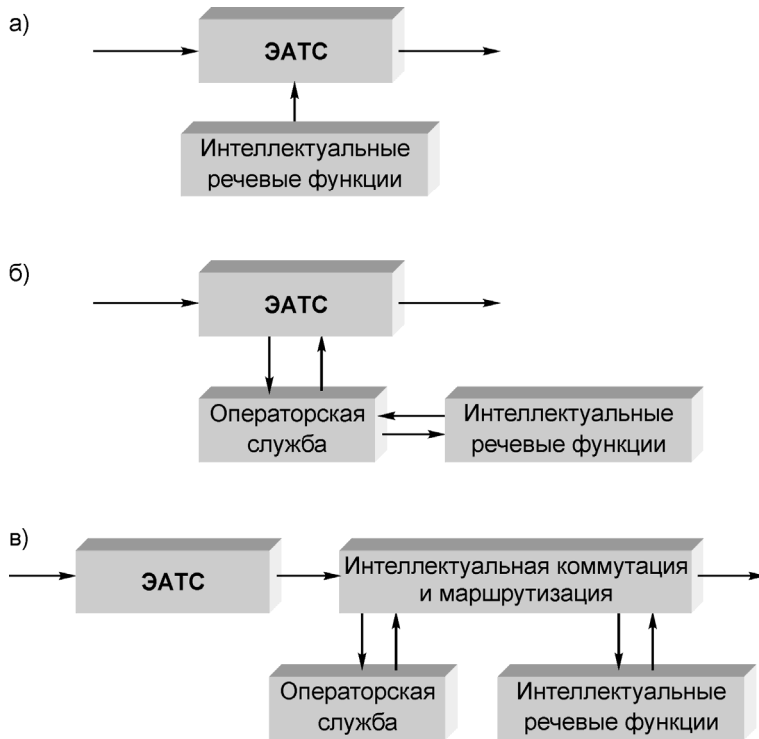 а)
ЭАТС
Интеллектуальные
речевые функции
б)
ЭАТС
Операторская
служба
Интеллектуальные
речевые функции
в)
ЭАТС
Интеллектуальная коммутация
и маршрутизация
Операторская
служба
Интеллектуальные
речевые функции